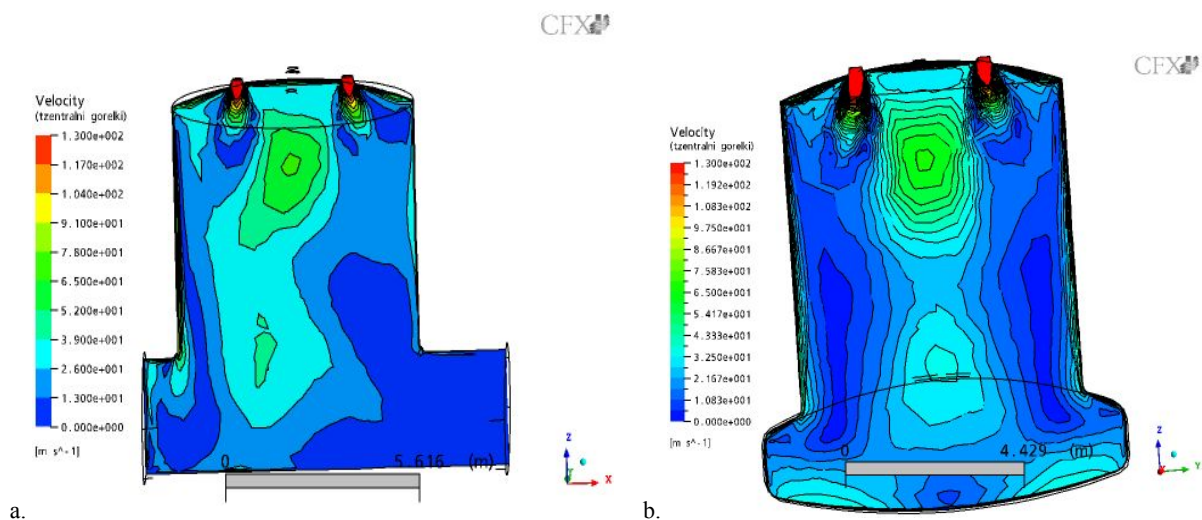 CFX
Velocity
(tzentralni gorelki)
1.300e+002
1.170e+002
1.040e+002
9.100e+001
7.800e+001
6.500e+001
5.200e+001
3.900e+001
2.600e+001
1.300e+001
0.000e+000
[m s^-1]
0 5.616 (m)
Z
Y
X
a.
CFX
Velocity
(tzentralni gorelki)
1.300e+002
1.192e+002
1.083e+002
9.750e+001
8.667e+001
7.583e+001
6.500e+001
5.417e+001
4.333e+001
3.250e+001
2.167e+001
1.083e+001
0.000e+000
[m s^-1]
0 4.429 (m)
Z
X
Y
b.